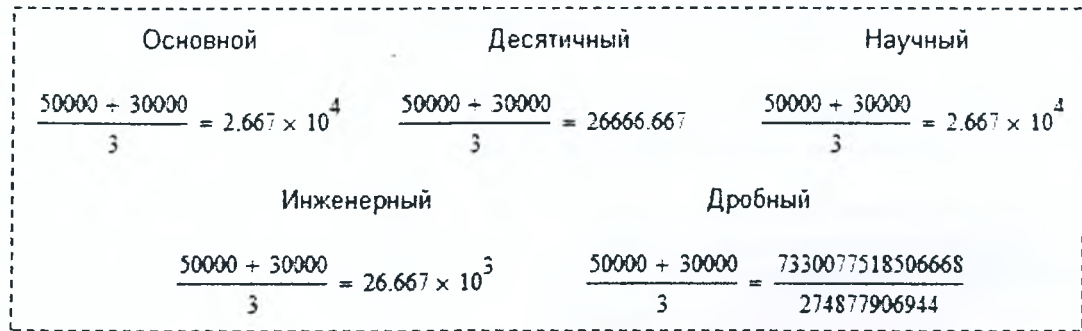 Основной Десятичный Научный
50000 + 30000 / 3 = 2.667 × 10^4 50000 + 30000 / 3 = 26666.667 50000 + 30000 / 3 = 2.667 × 10^4
Инженерный Дробный
50000 + 30000 / 3 = 26.667 × 10^3 50000 + 30000 / 3 = 7330077518506668 / 274877906944